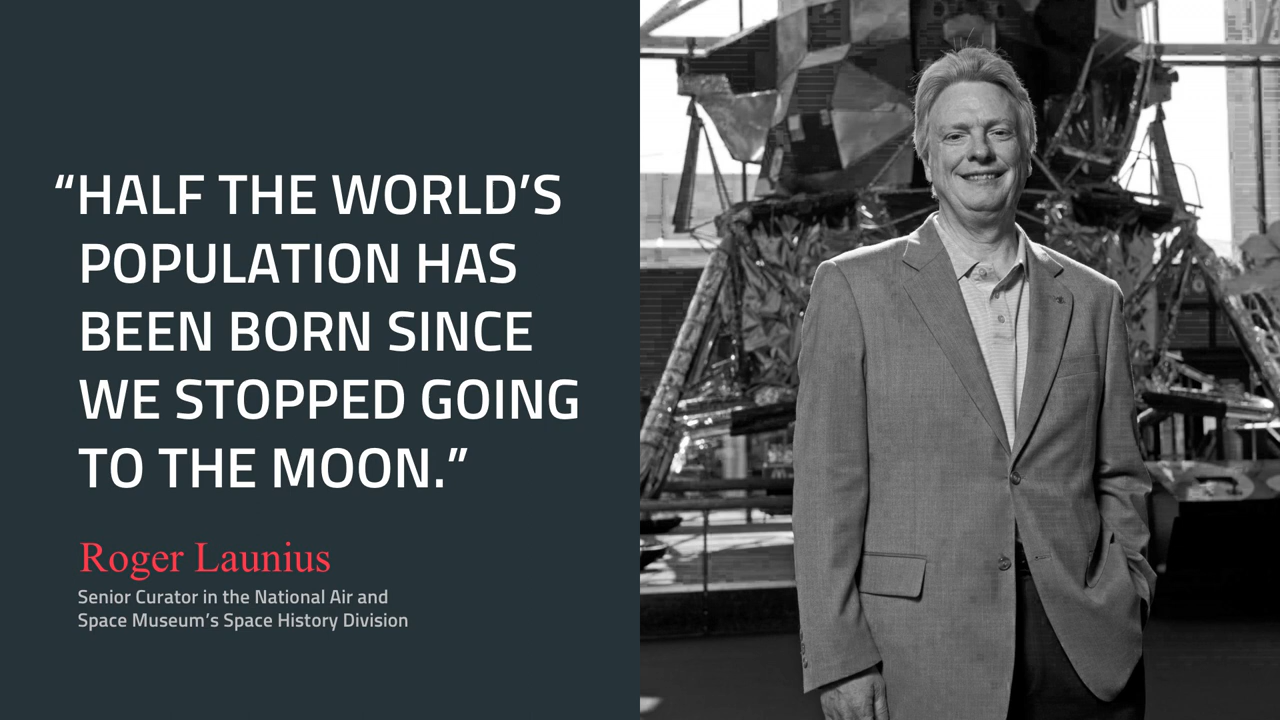 “HALF THE WORLD’S
POPULATION HAS
BEEN BORN SINCE
WE STOPPED GOING
TO THE MOON.”
Roger Launius
Senior Curator in the National Air and
Space Museum’s Space History Division